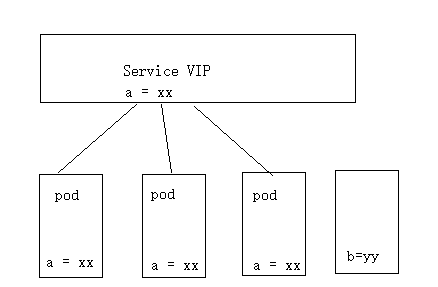 Service VIP
a = xx
pod
pod
pod
a = xx
a = xx
a = xx
b=yy